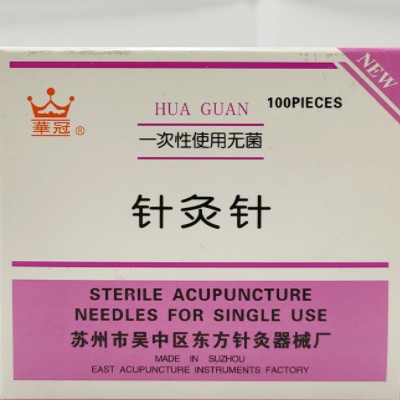 NEW
華冠®
HUA GUAN
100PIECES
一次性使用无菌
针灸针
STERILE ACUPUNCTURE
NEEDLES FOR SINGLE USE
苏州市吴中区东方针灸器械厂
MADE IN SUZHOU
EAST ACUPUNCTURE INSTRUMENTS FACTORY